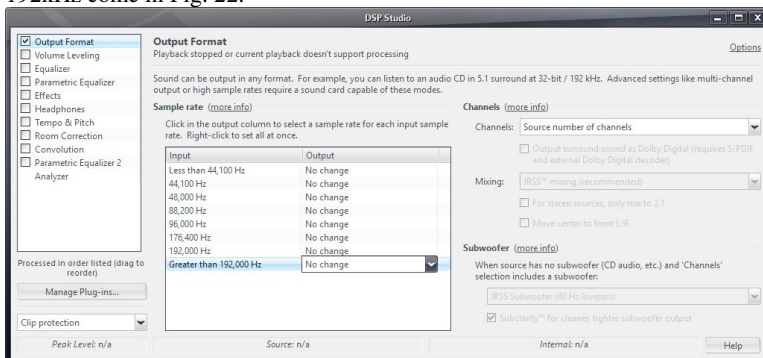 192kHz come in Fig. 22.
DSP Studio
Output Format
Volume Leveling
Equalizer
Parametric Equalizer
Effects
Headphones
Tempo & Pitch
Room Correction
Convolution
Parametric Equalizer 2
Analyzer
Processed in order listed (drag to
reorder)
Manage Plug-ins...
Clip protection
Output Format
Playback stopped or current playback doesn't support processing
Options
Sound can be output in any format. For example, you can listen to an audio CD in 5.1 surround at 32-bit / 192 kHz. Advanced settings like multi-channel
output or high sample rates require a sound card capable of these modes.
Sample rate (more info)
Click in the output column to select a sample rate for each input sample
rate. Right-click to set all at once.
Input Output
Less than 44,100 Hz No change
44,100 Hz No change
48,000 Hz No change
88,200 Hz No change
96,000 Hz No change
176,400 Hz No change
192,000 Hz No change
Greater than 192,000 Hz No change
Channels (more info)
Channels: Source number of channels
Output surround sound as Dolby Digital (requires S/PDIF
and external Dolby Digital decoder)
Mixing: JRSS™ mixing (recommended)
For stereo sources, only mix to 2.1
Move center to front L/R
Subwoofer (more info)
When source has no subwoofer (CD audio, etc.) and 'Channels'
selection includes a subwoofer:
JRSS Subwoofer (60 Hz lowpass)
Subclarity™ for cleaner, tighter subwoofer output
Peak Level: n/a
Source: n/a
Internal: n/a
Help